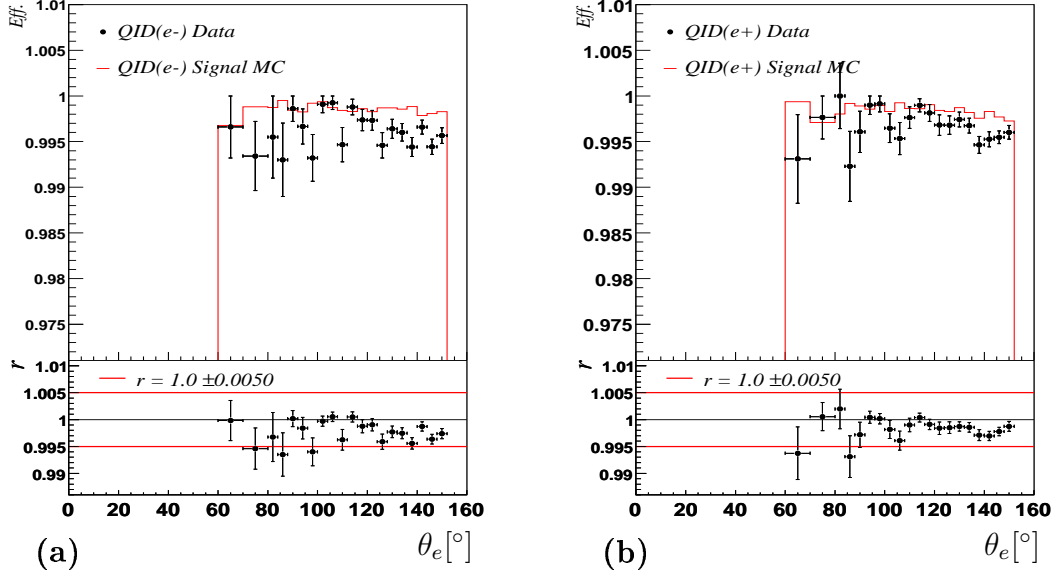 Eff.
QID(e-) Data
QID(e-) Signal MC
1.005
1
0.995
0.99
0.985
0.98
0.975
r
r = 1.0 ±0.0050
1.01
1.005
1
0.995
0.99
0 20 40 60 80 100 120 140 160
(a)
θe[°]
Eff.
QID(e+) Data
QID(e+) Signal MC
1.005
1
0.995
0.99
0.985
0.98
0.975
r
r = 1.0 ±0.0050
1.01
1.005
1
0.995
0.99
0 20 40 60 80 100 120 140 160
(b)
θe[°]